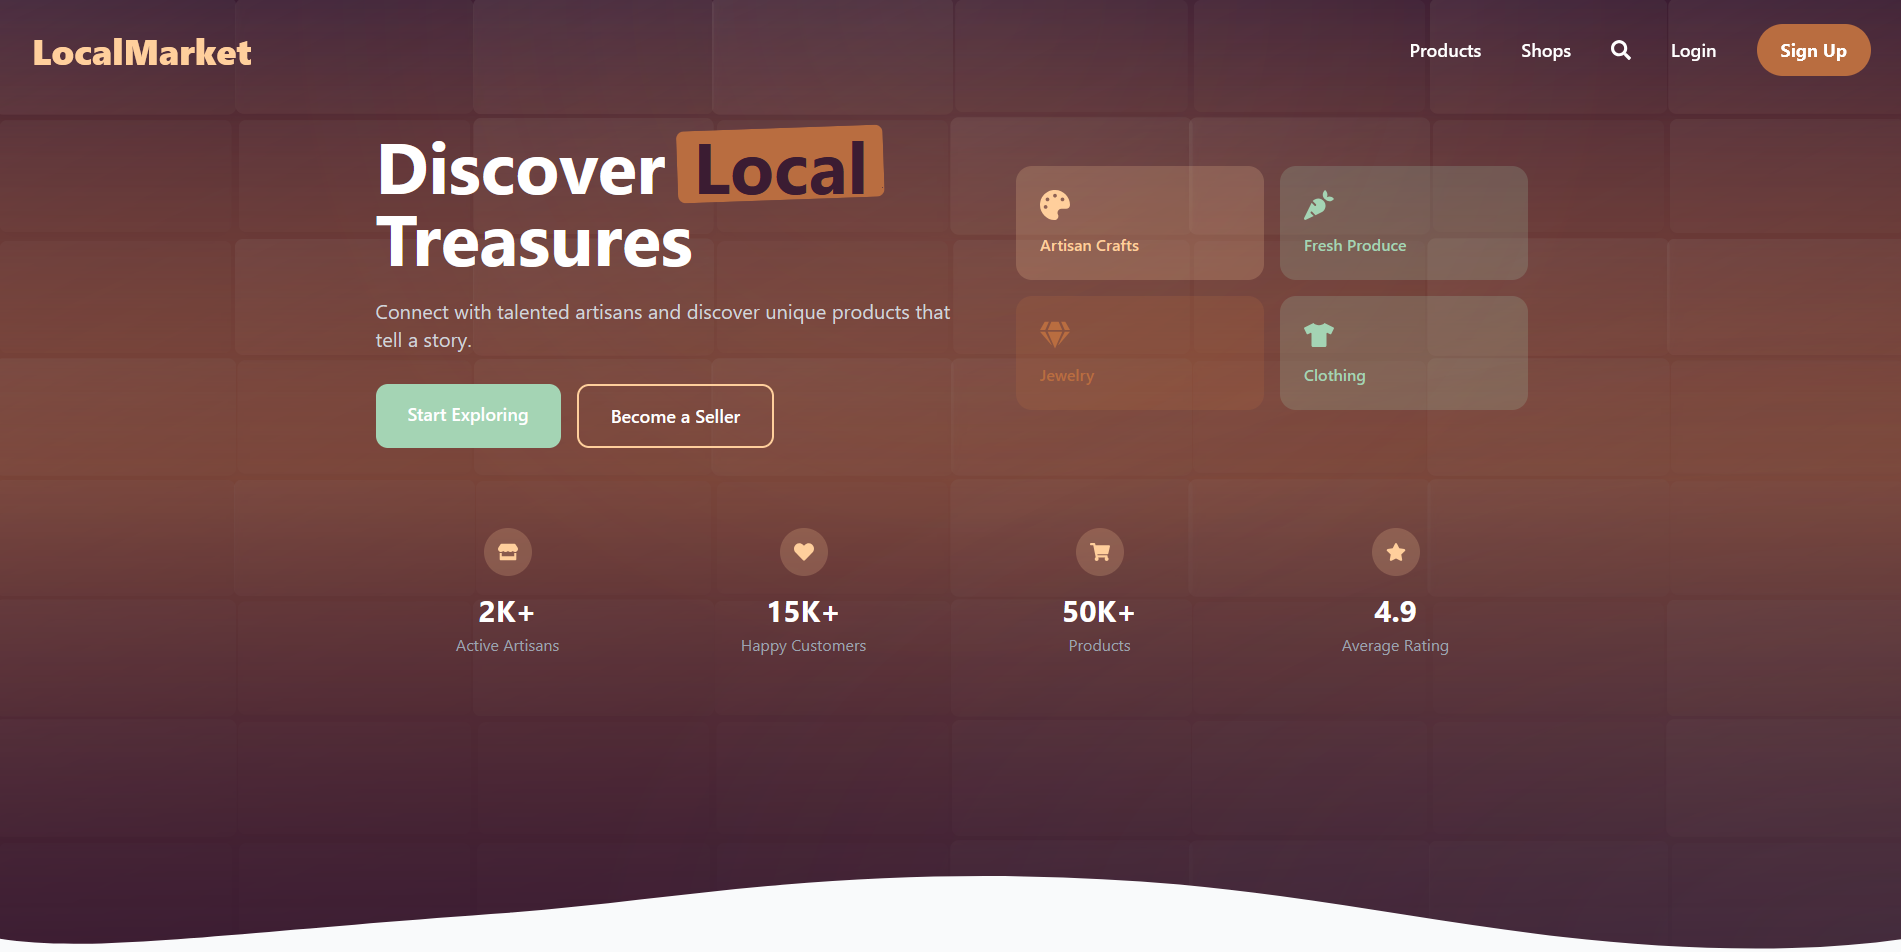 LocalMarket
Products
Shops
Login
Sign Up
Discover Local
Treasures
Connect with talented artisans and discover unique products that
tell a story.
Start Exploring
Become a Seller
Artisan Crafts
Fresh Produce
Jewelry
Clothing
2K+
Active Artisans
15K+
Happy Customers
50K+
Products
4.9
Average Rating